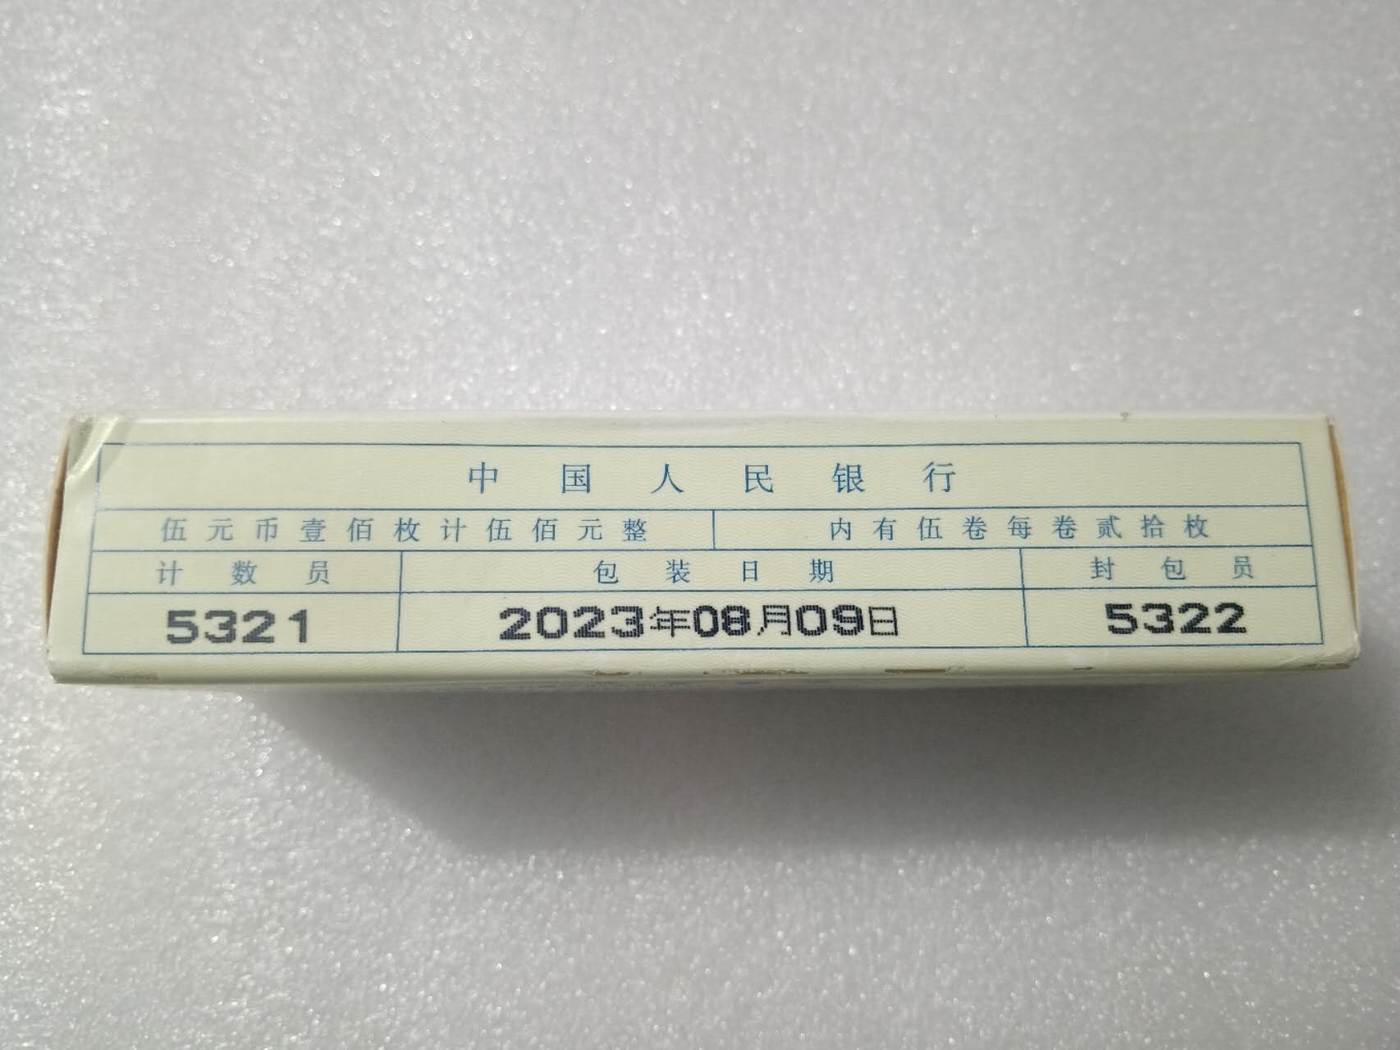 中国人民银行
伍元币壹佰枚计伍佰元整 内有伍卷每卷贰拾枚
计数员 包装日期 封包员
5321 2023年08月09日 5322